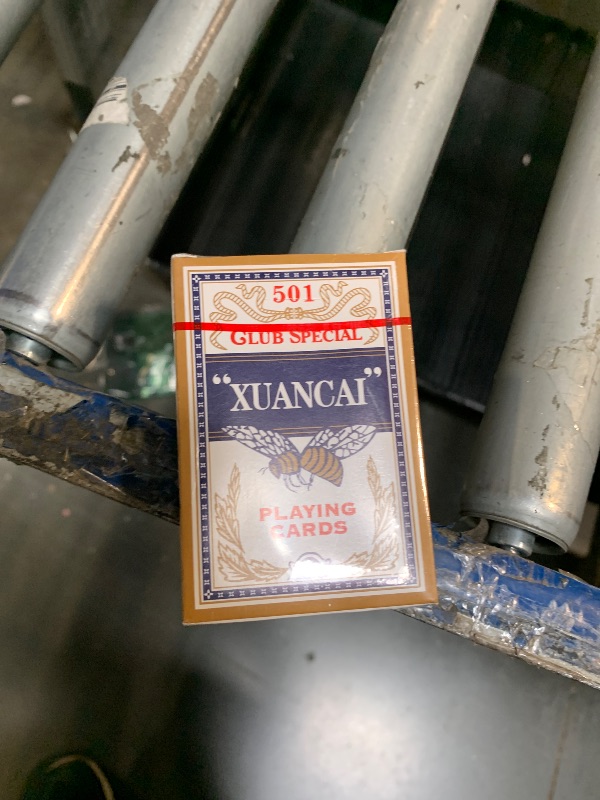 501
GLUB SPECIAL
“XUANCAI”
PLAYING
CARDS